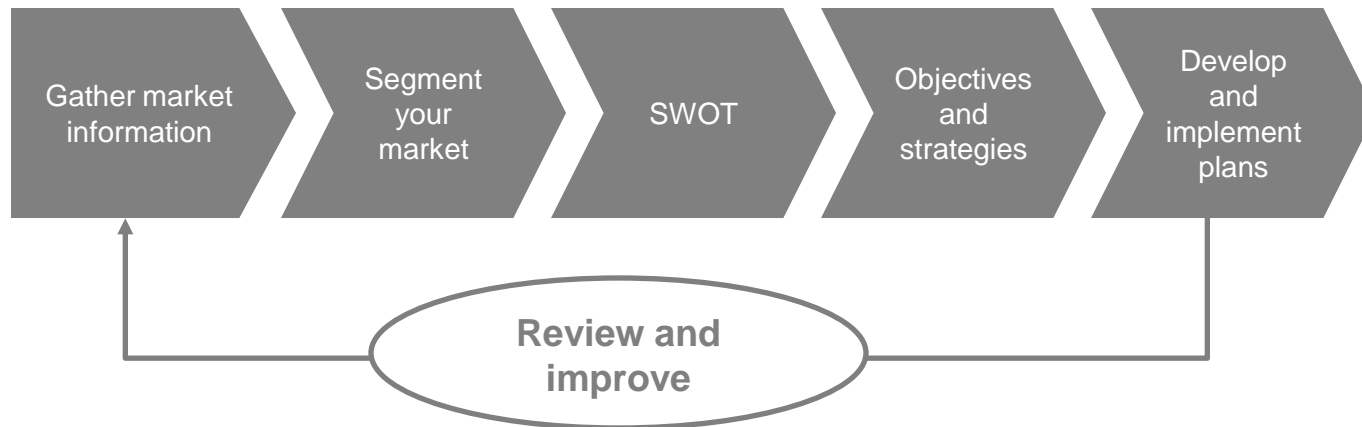 Gather market
information
Segment
your
market
SWOT
Objectives
and
strategies
Develop
and
implement
plans
Review and
improve